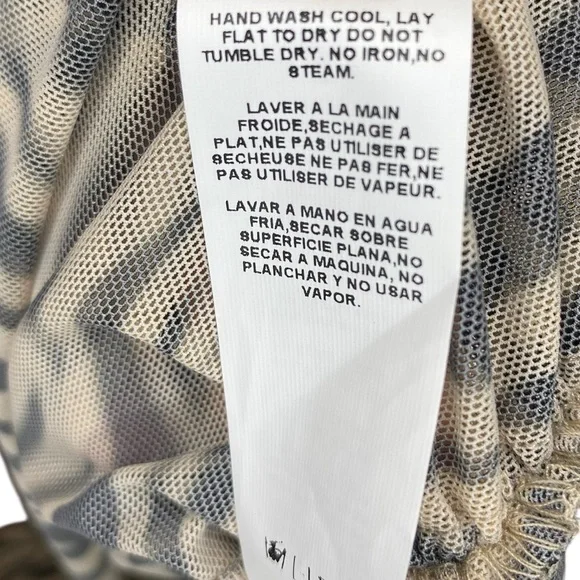 HAND WASH COOL, LAY
FLAT TO DRY DO NOT
TUMBLE DRY. NO IRON,NO
STEAM.
LAVER A LA MAIN
FROIDE,SECHAGE A
PLAT,NE PAS UTILISER DE
SECHEUSE NE PAS FER,NE
PAS UTILISER DE VAPEUR.
LAVAR A MANO EN AGUA
FRIA,SECAR SOBRE
SUPERFICIE PLANA,NO
SECAR A MAQUINA, NO
PLANCHAR Y NO USAR
VAPOR.